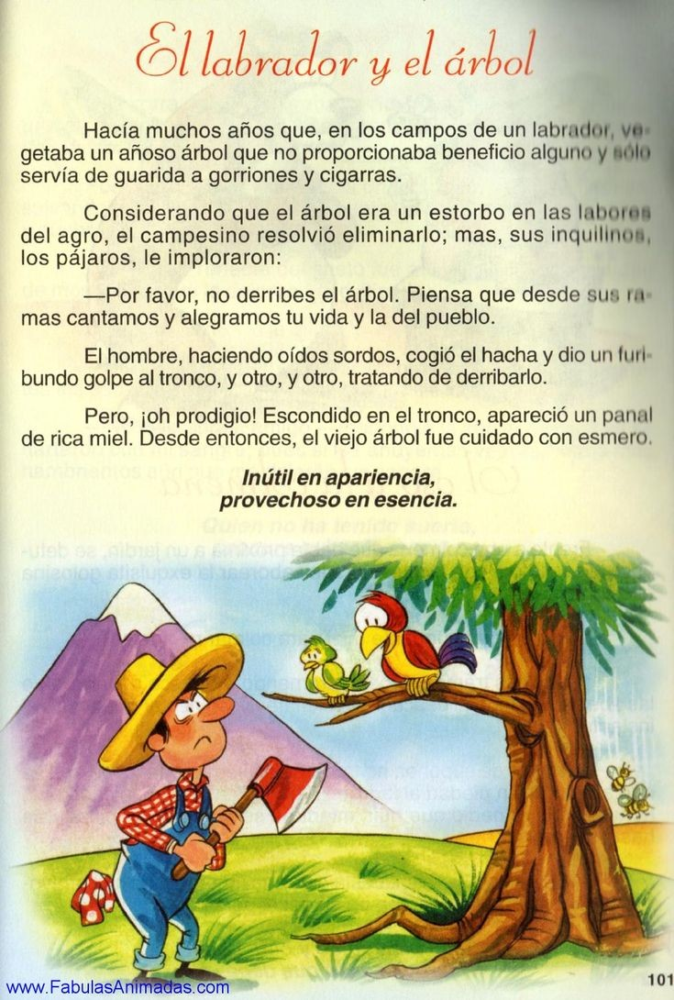 El labrador y el árbol
Hacía muchos años que, en los campos de un labrador, ve-
getaba un añoso árbol que no proporcionaba beneficio alguno y sólo
servía de guarida a gorriones y cigarras.
Considerando que el árbol era un estorbo en las labores
del agro, el campesino resolvió eliminarlo; mas, sus inquilinos,
los pájaros, le imploraron:
—Por favor, no derribes el árbol. Piensa que desde sus ra-
mas cantamos y alegramos tu vida y la del pueblo.
El hombre, haciendo oídos sordos, cogió el hacha y dio un furi-
bundo golpe al tronco, y otro, y otro, tratando de derribarlo.
Pero, ¡oh prodigio! Escondido en el tronco, apareció un panal
de rica miel. Desde entonces, el viejo árbol fue cuidado con esmero.
Inútil en apariencia,
provechoso en esencia.
101
www.FabulasAnimadas.com